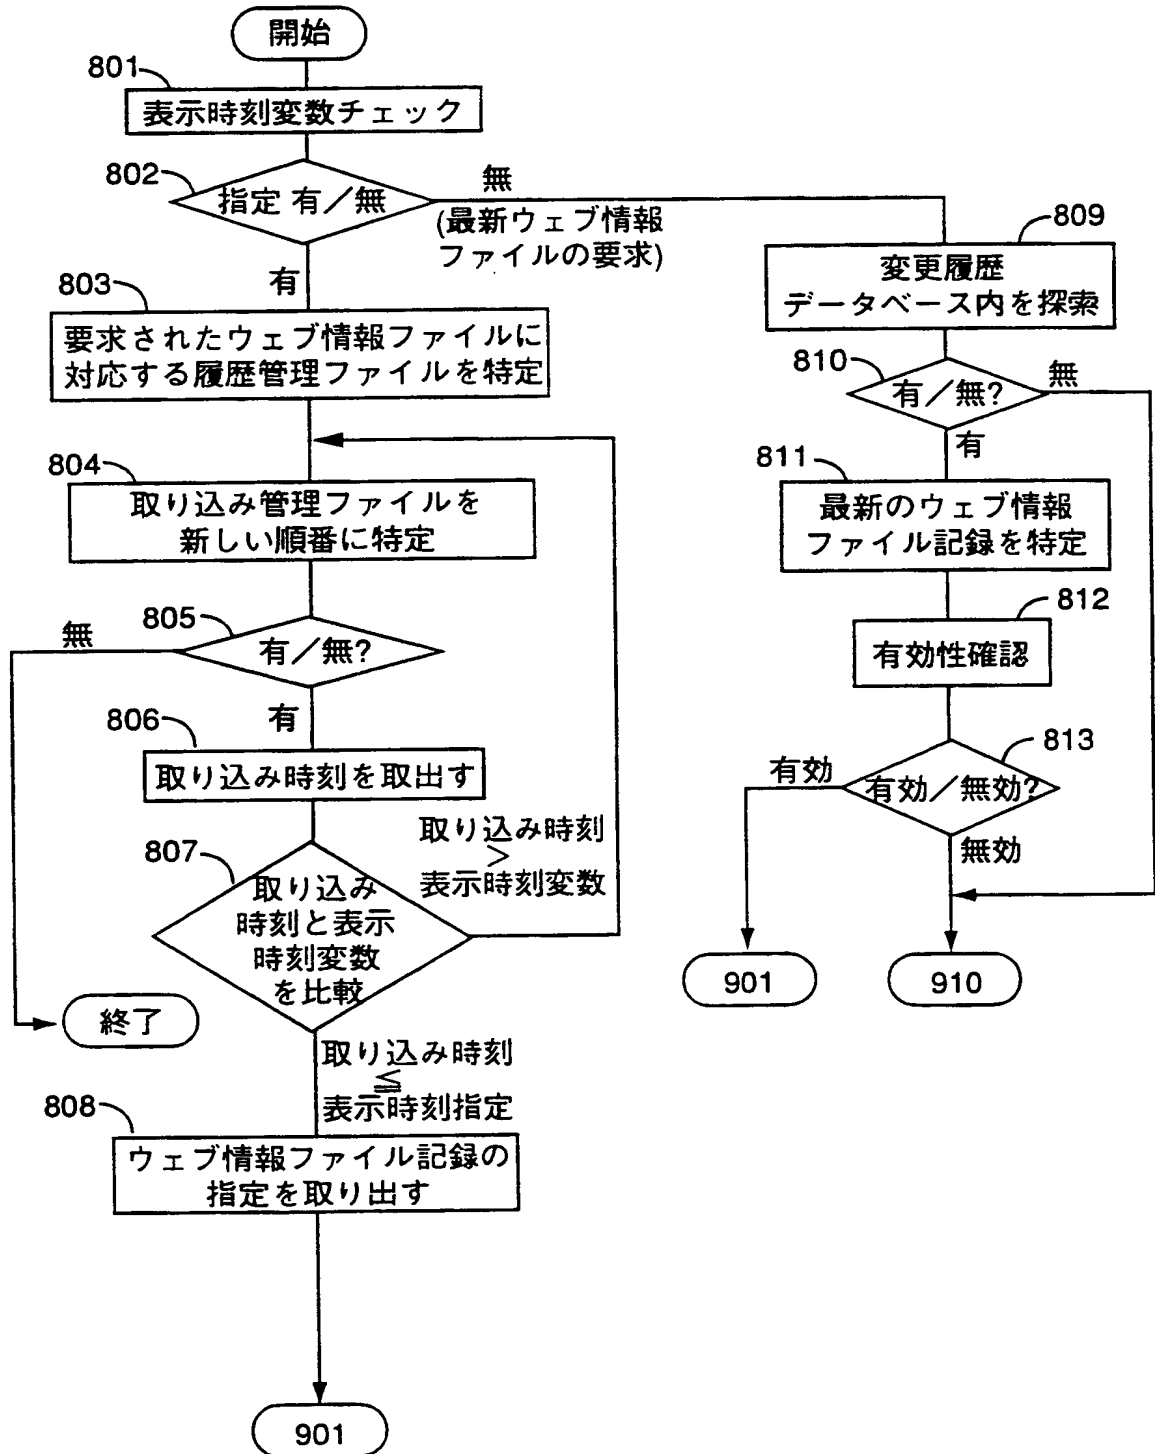 開始
801
表示時刻変数チェック
802
指定 有/無
無
(最新ウェブ情報
ファイルの要求)
有
803
要求されたウェブ情報ファイルに
対応する履歴管理ファイルを特定
804
取り込み管理ファイルを
新しい順番に特定
805
有/無?
無
有
806
取り込み時刻を取出す
807
取り込み
時刻と表示
時刻変数
を比較
取り込み時刻
>
表示時刻変数
終了
取り込み時刻
≦
表示時刻指定
808
ウェブ情報ファイル記録の
指定を取り出す
901
809
変更履歴
データベース内を探索
810
有/無?
無
有
811
最新のウェブ情報
ファイル記録を特定
812
有効性確認
813
有効/無効?
有効
無効
901
910